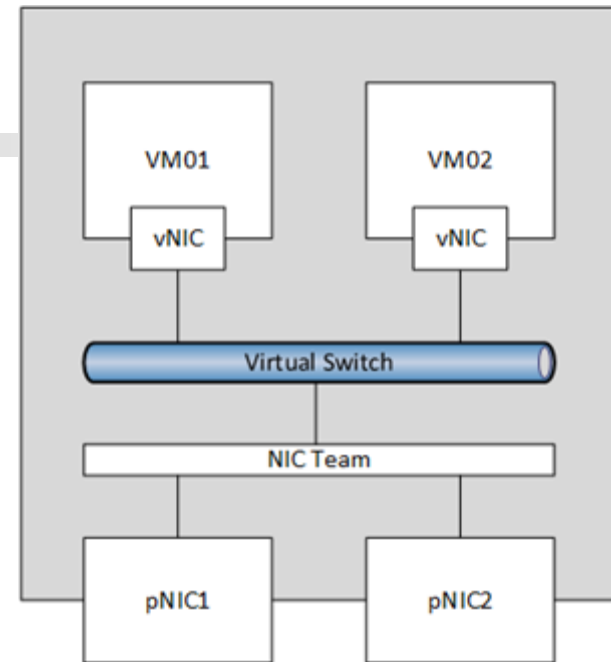 VM01
VM02
vNIC
vNIC
Virtual Switch
NIC Team
pNIC1
pNIC2